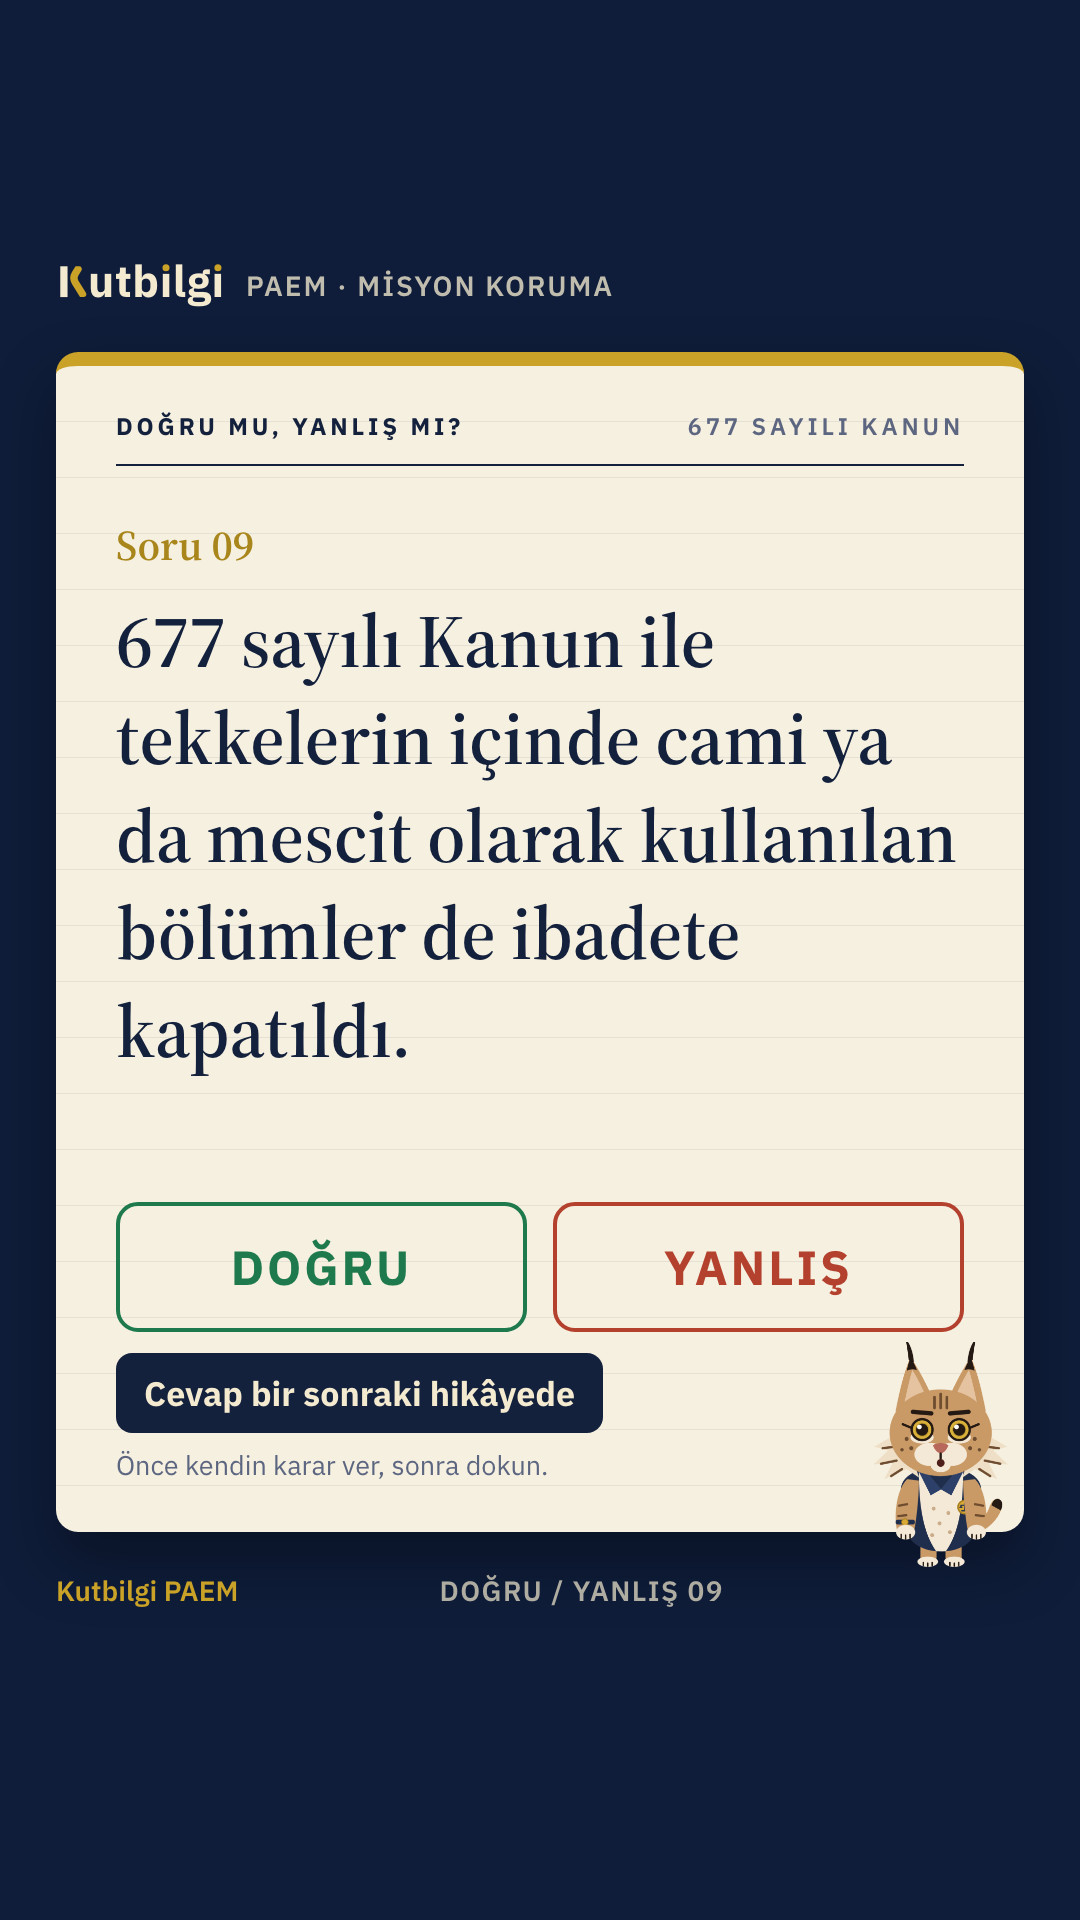 Kutbilgi PAEM · MİSYON KORUMA
DOĞRU MU, YANLIŞ MI? 677 SAYILI KANUN
Soru 09
677 sayılı Kanun ile
tekkelerin içinde cami ya
da mescit olarak kullanılan
bölümler de ibadete
kapatıldı.
DOĞRU YANLIŞ
Cevap bir sonraki hikâyede
Önce kendin karar ver, sonra dokun.
Kutbilgi PAEM DOĞRU / YANLIŞ 09